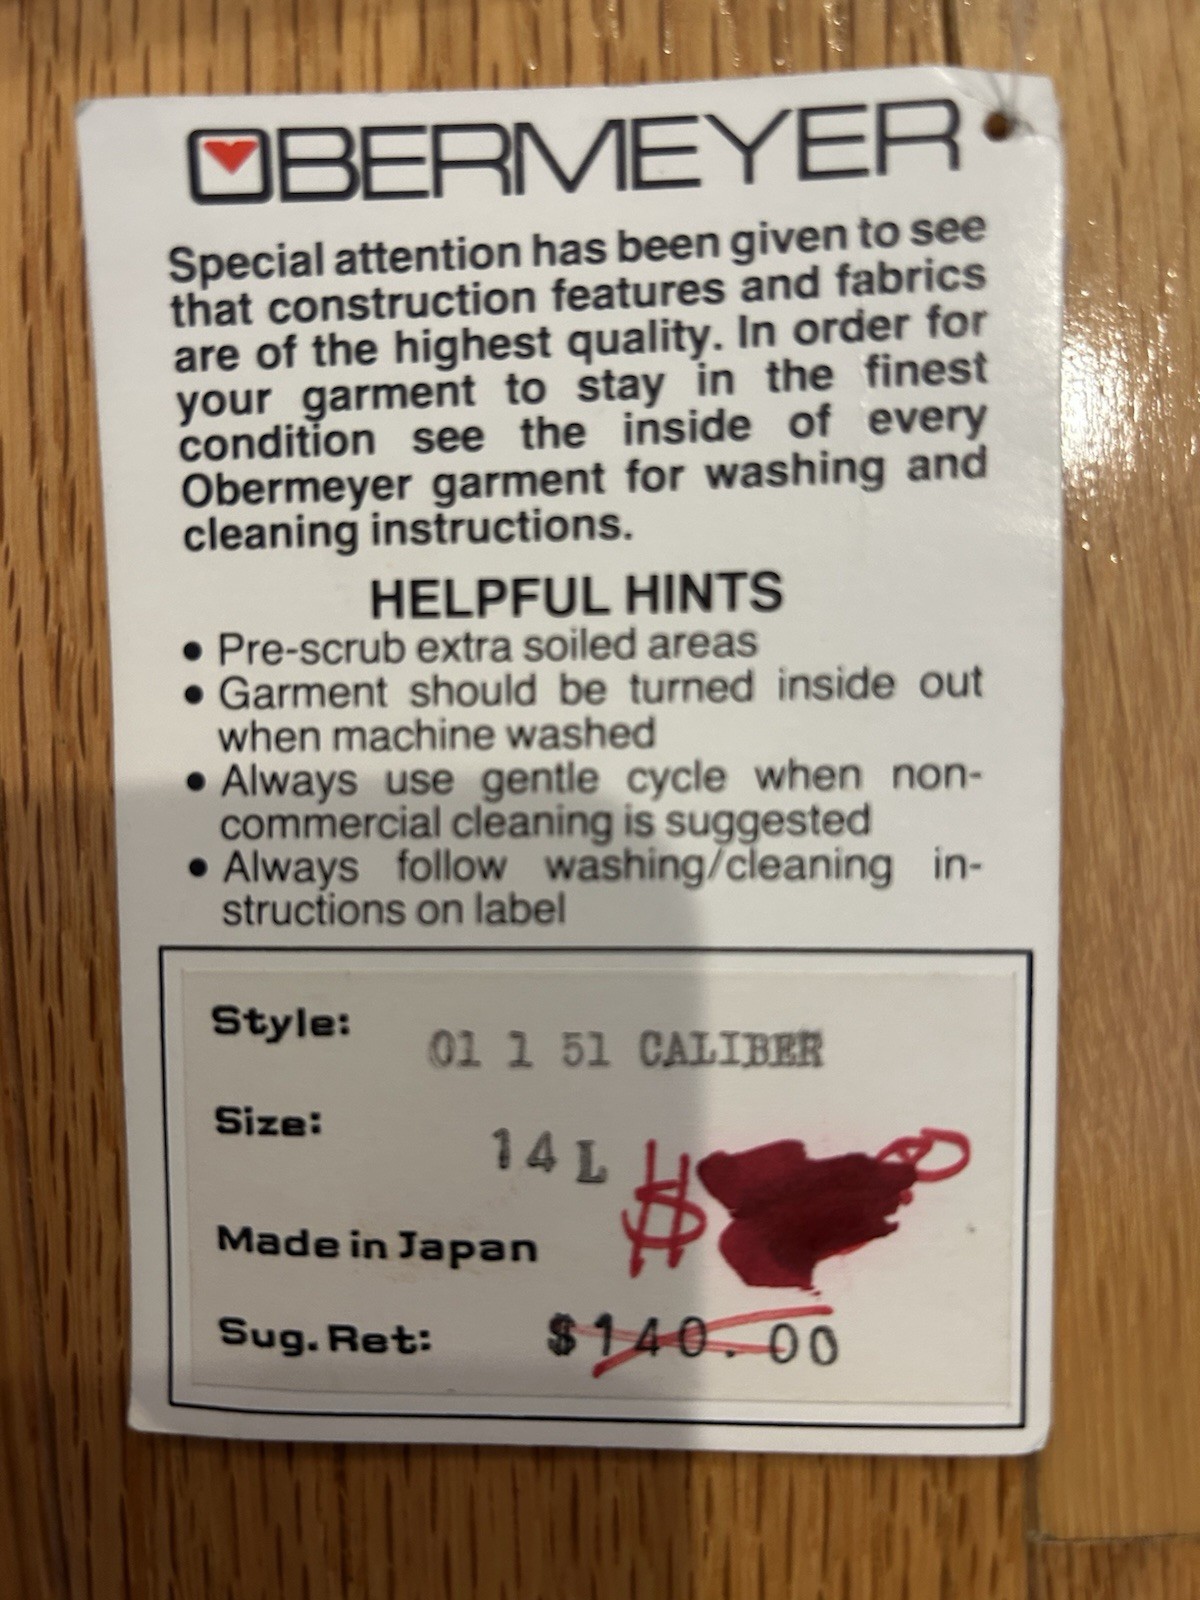 OBERMEYER
Special attention has been given to see
that construction features and fabrics
are of the highest quality. In order for
your garment to stay in the finest
condition see the inside of every
Obermeyer garment for washing and
cleaning instructions.
HELPFUL HINTS
• Pre-scrub extra soiled areas
• Garment should be turned inside out
when machine washed
• Always use gentle cycle when non-
commercial cleaning is suggested
• Always follow washing/cleaning in-
structions on label
Style: 01 1 51 CALIBER
Size: 14 L
$
Made in Japan
Sug. Ret: $140.00